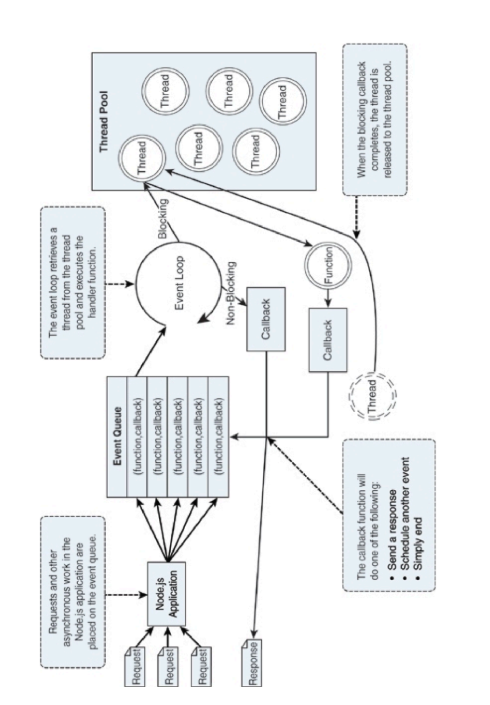 Requests and other
asynchronous work in the
Node.js application are
placed on the event queue.
The event loop retrieves a
thread from the thread
pool and executes the
handler function.
Request
Request
Request
Node.js
Application
Event Queue
(function,callback)
(function,callback)
(function,callback)
(function,callback)
(function,callback)
Event Loop
Blocking
Non-Blocking
Thread Pool
Thread
Thread
Thread
Thread
Thread
Thread
Callback
Function
Callback
Response
Thread
The callback function will
do one of the following:
• Send a response
• Schedule another event
• Simply end
When the blocking callback
completes, the thread is
released to the thread pool.